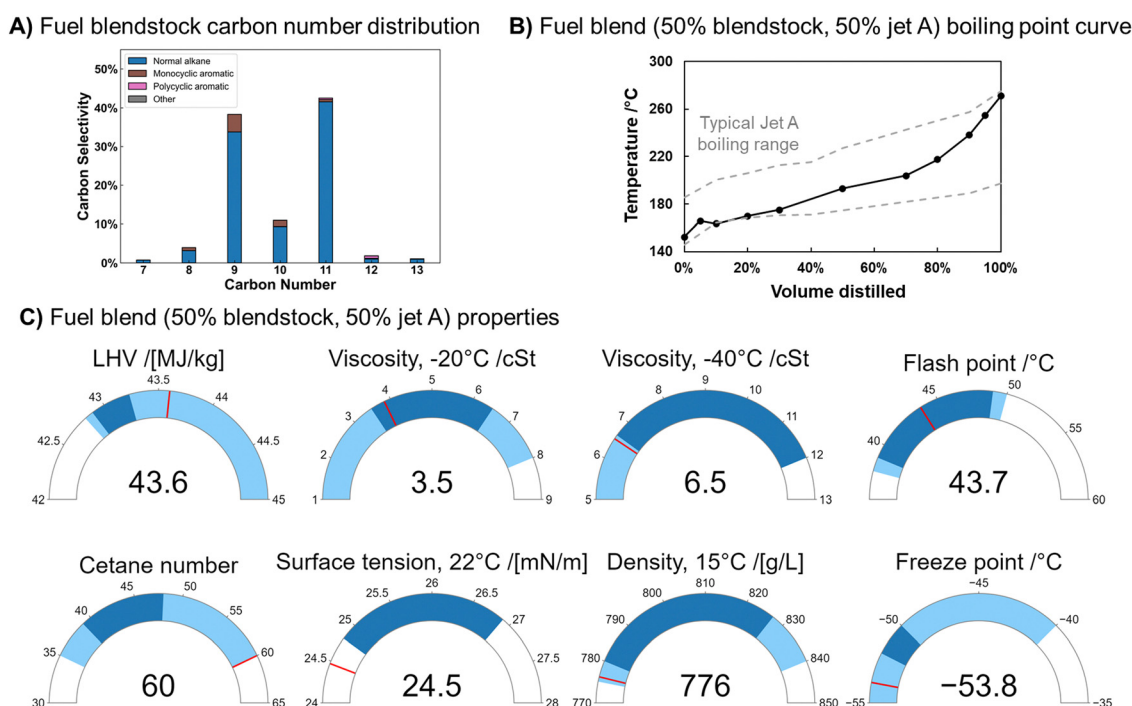 A) Fuel blendstock carbon number distribution
50%
40%
30%
20%
10%
0%
Carbon Selectivity
Normal alkane
Monocyclic aromatic
Polycyclic aromatic
Other
7 8 9 10 11 12 13
Carbon Number
B) Fuel blend (50% blendstock, 50% jet A) boiling point curve
300
260
220
180
140
Temperature /°C
Typical Jet A
boiling range
0% 20% 40% 60% 80% 100%
Volume distilled
C) Fuel blend (50% blendstock, 50% jet A) properties
LHV /[MJ/kg]
42 42.5 43 43.5 44 44.5 45
43.6
Viscosity, -20°C /cSt
1 2 3 4 5 6 7 8 9
3.5
Viscosity, -40°C /cSt
5 6 7 8 9 10 11 12 13
6.5
Flash point /°C
40 45 50 55 60
43.7
Cetane number
30 35 40 45 50 55 60 65
60
Surface tension, 22°C /[mN/m]
24 24.5 25 25.5 26 26.5 27 27.5 28
24.5
Density, 15°C /[g/L]
770 780 790 800 810 820 830 840 850
776
Freeze point /°C
−55 −50 −45 −40 −35
−53.8